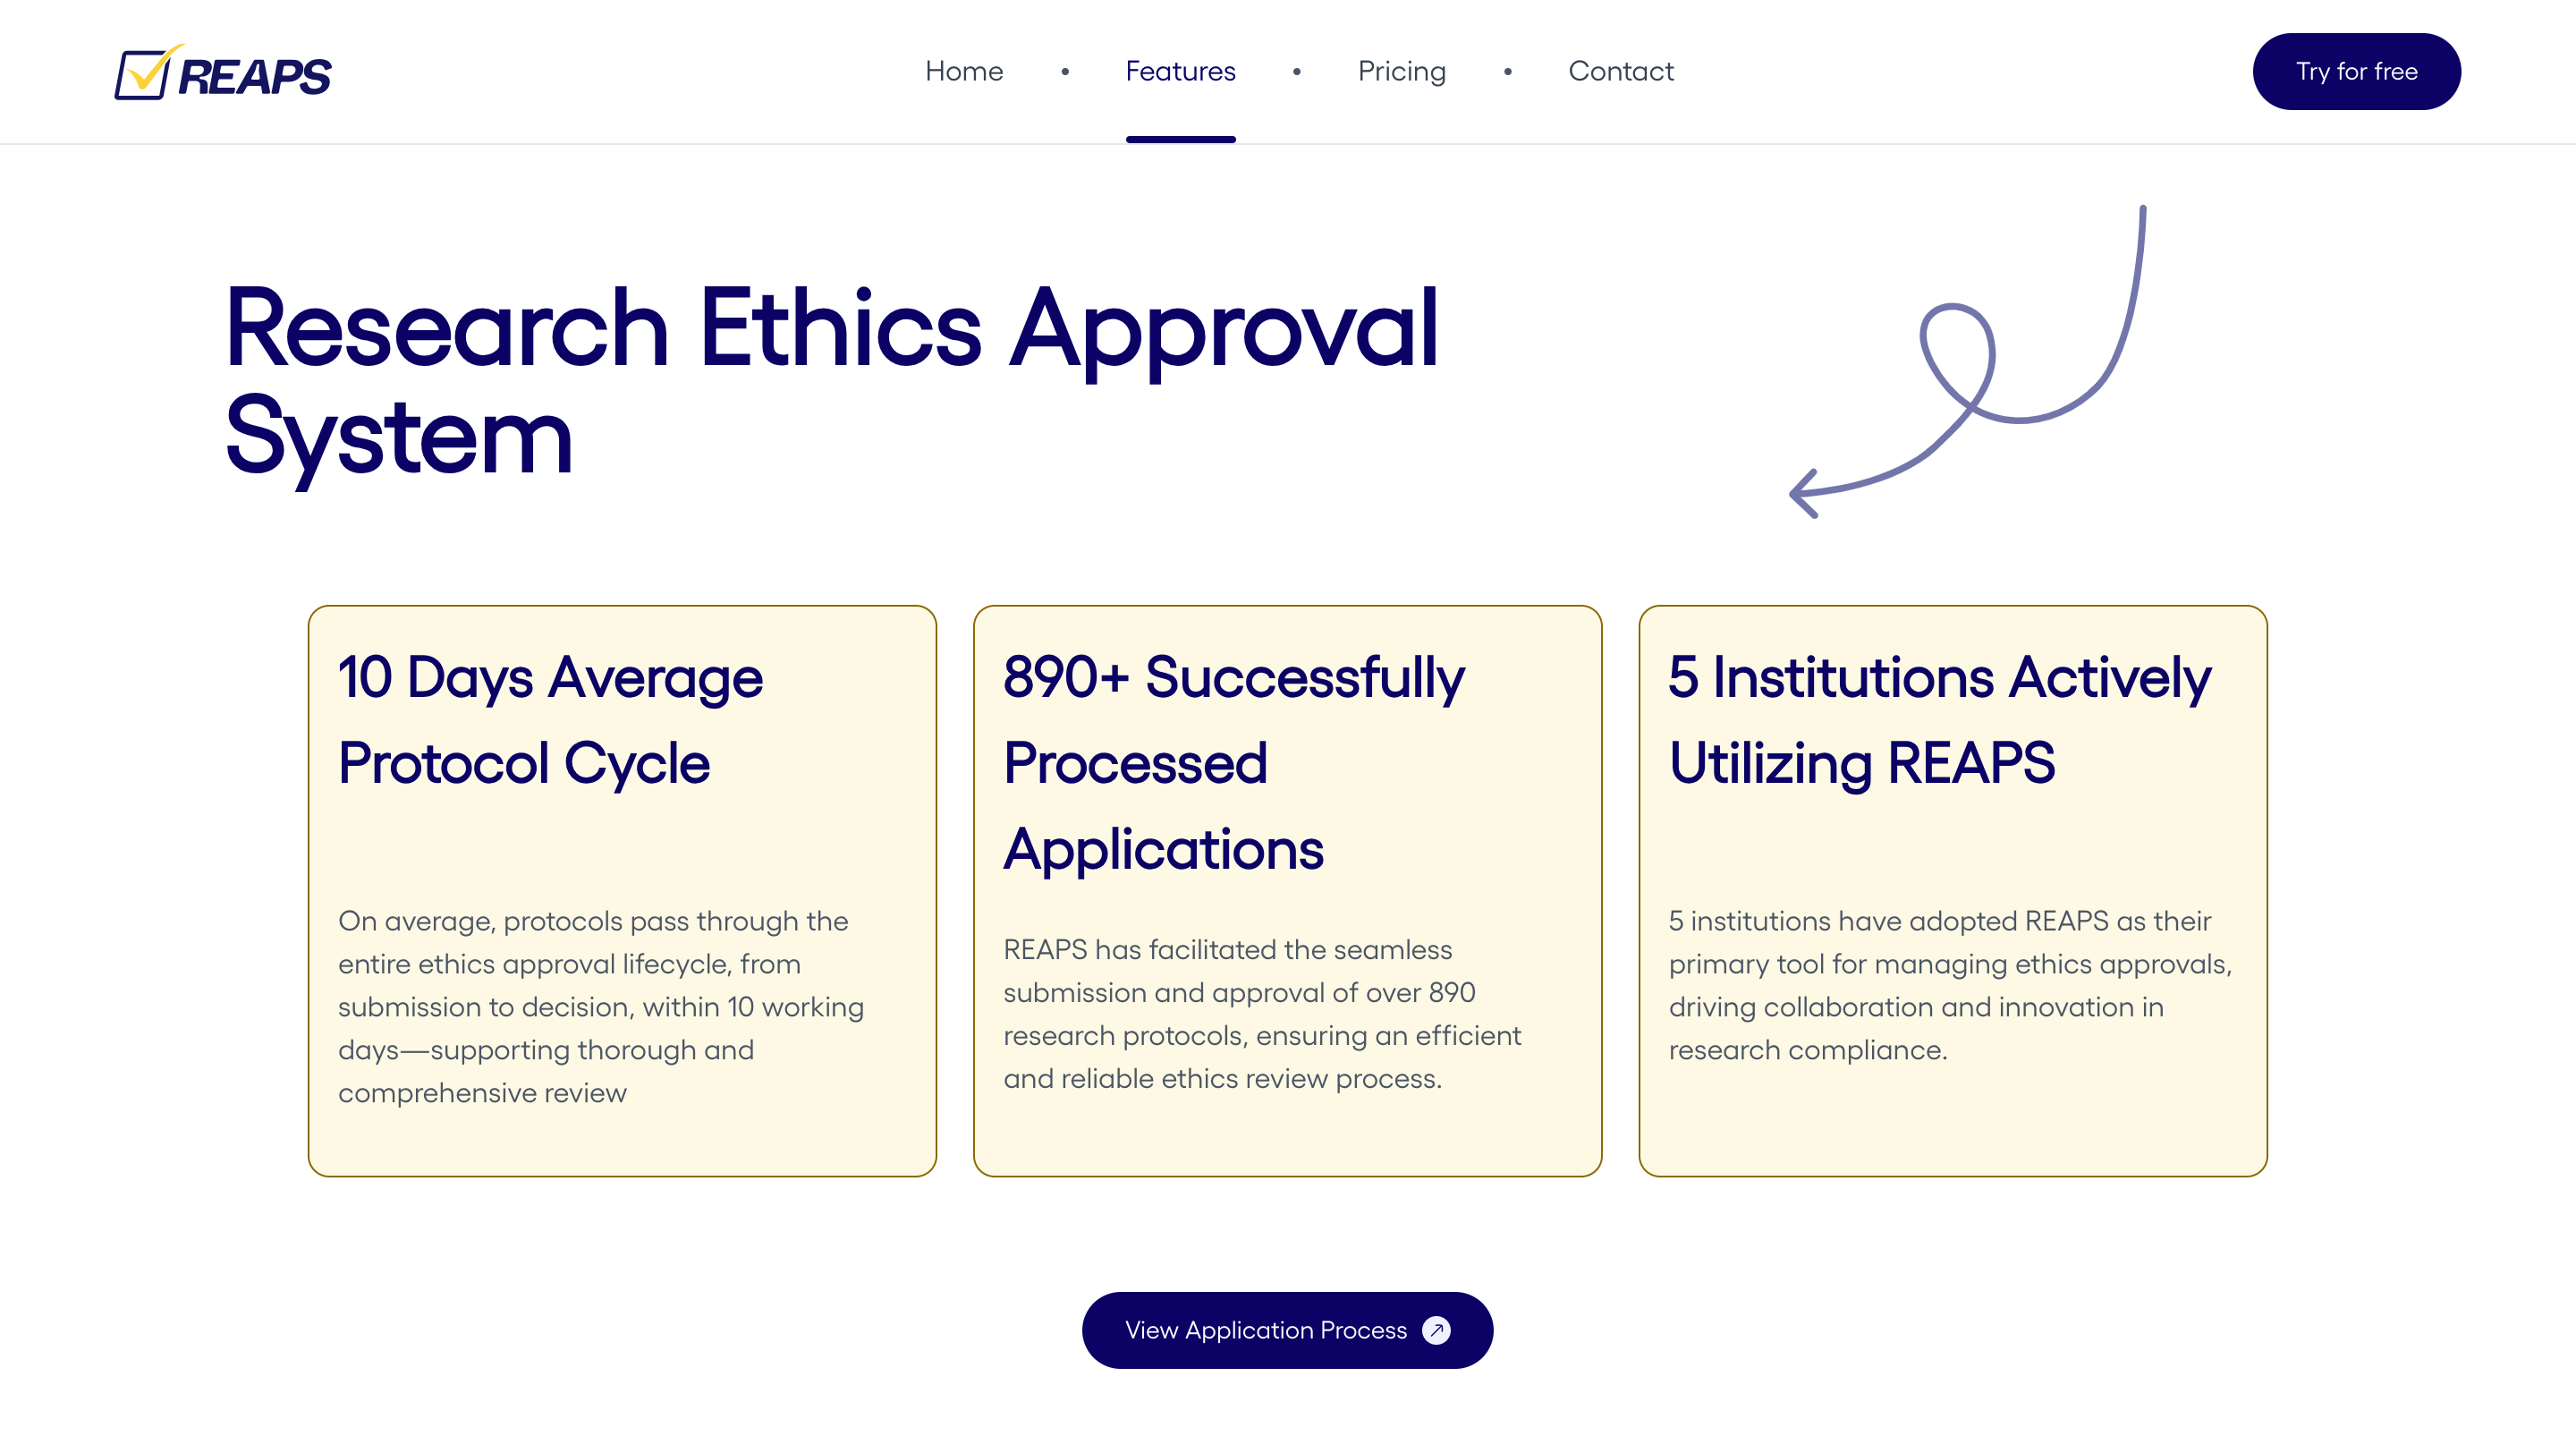 REAPS
Home • Features • Pricing • Contact
Try for free
Research Ethics Approval
System
10 Days Average
Protocol Cycle
On average, protocols pass through the
entire ethics approval lifecycle, from
submission to decision, within 10 working
days—supporting thorough and
comprehensive review
890+ Successfully
Processed
Applications
REAPS has facilitated the seamless
submission and approval of over 890
research protocols, ensuring an efficient
and reliable ethics review process.
5 Institutions Actively
Utilizing REAPS
5 institutions have adopted REAPS as their
primary tool for managing ethics approvals,
driving collaboration and innovation in
research compliance.
View Application Process